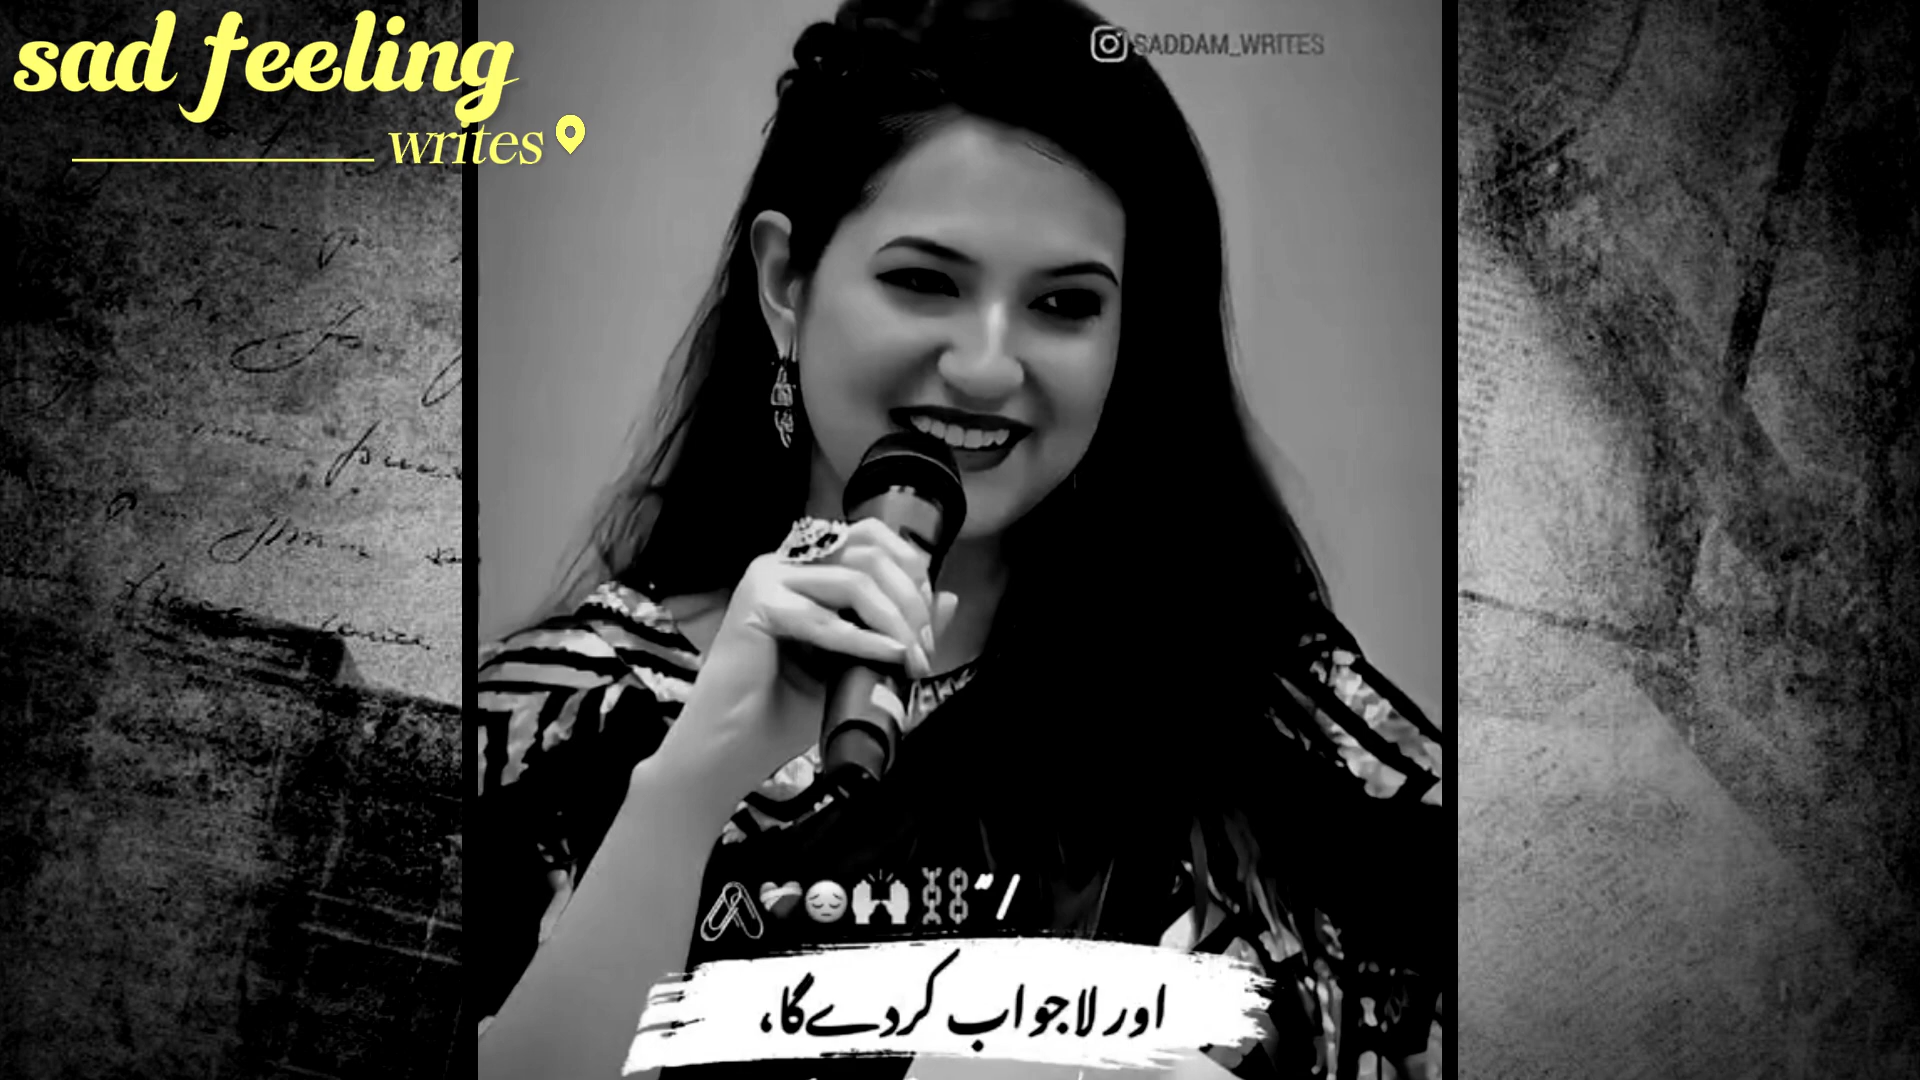 sad feeling
writes
SADDAM_WRITES
اور لاجواب کردے گا،